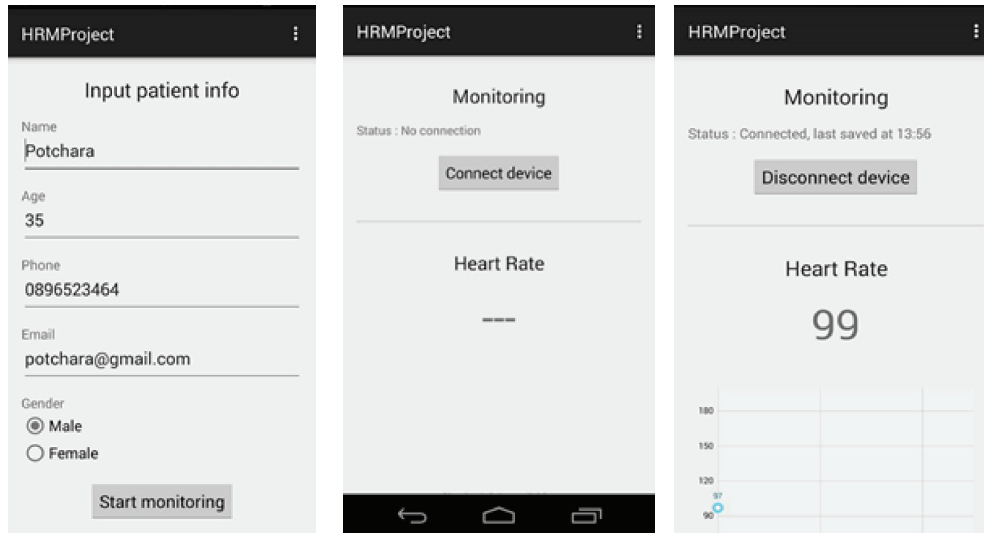 HRMProject
Input patient info
Name
Potchara
Age
35
Phone
0896523464
Email
potchara@gmail.com
Gender
Male
Female
Start monitoring
HRMProject
Monitoring
Status : No connection
Connect device
Heart Rate
---
HRMProject
Monitoring
Status : Connected, last saved at 13:56
Disconnect device
Heart Rate
99
180
150
120
97
90